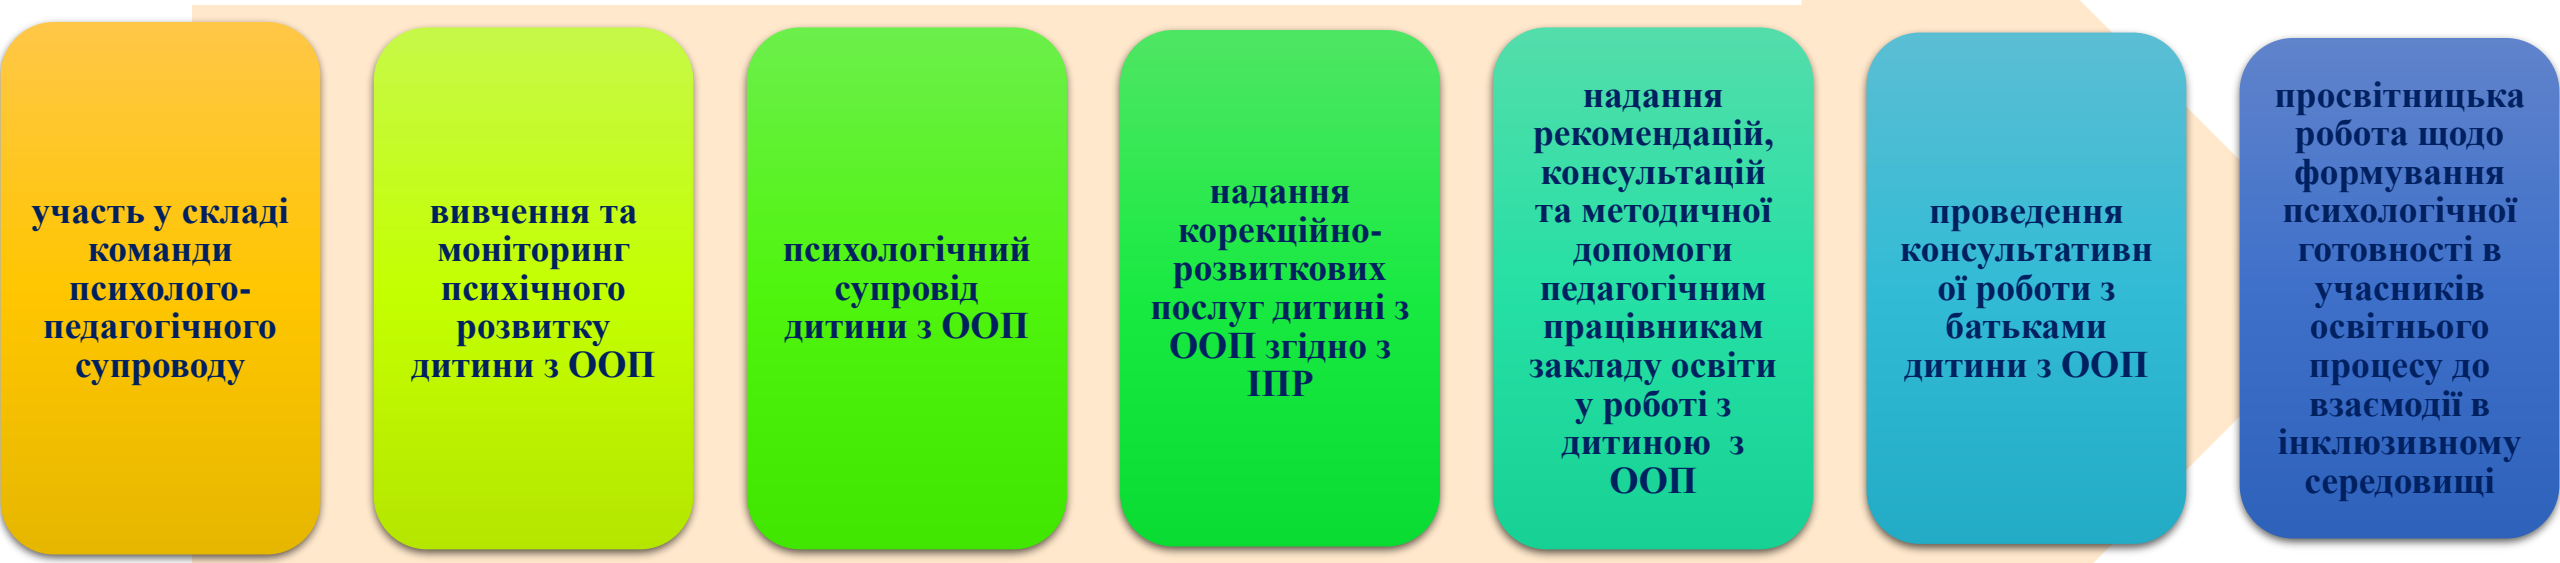 участь у складі
команди
психолого-
педагогічного
супроводу
вивчення та
моніторинг
психічного
розвитку
дитини з ООП
психологічний
супровід
дитини з ООП
надання
корекційно-
розвиткових
послуг дитині з
ООП згідно з
ІПР
надання
рекомендацій,
консультацій
та методичної
допомоги
педагогічним
працівникам
закладу освіти
у роботі з
дитиною з
ООП
проведення
консультативн
ої роботи з
батьками
дитини з ООП
просвітницька
робота щодо
формування
психологічної
готовності в
учасників
освітнього
процесу до
взаємодії в
інклюзивному
середовищі